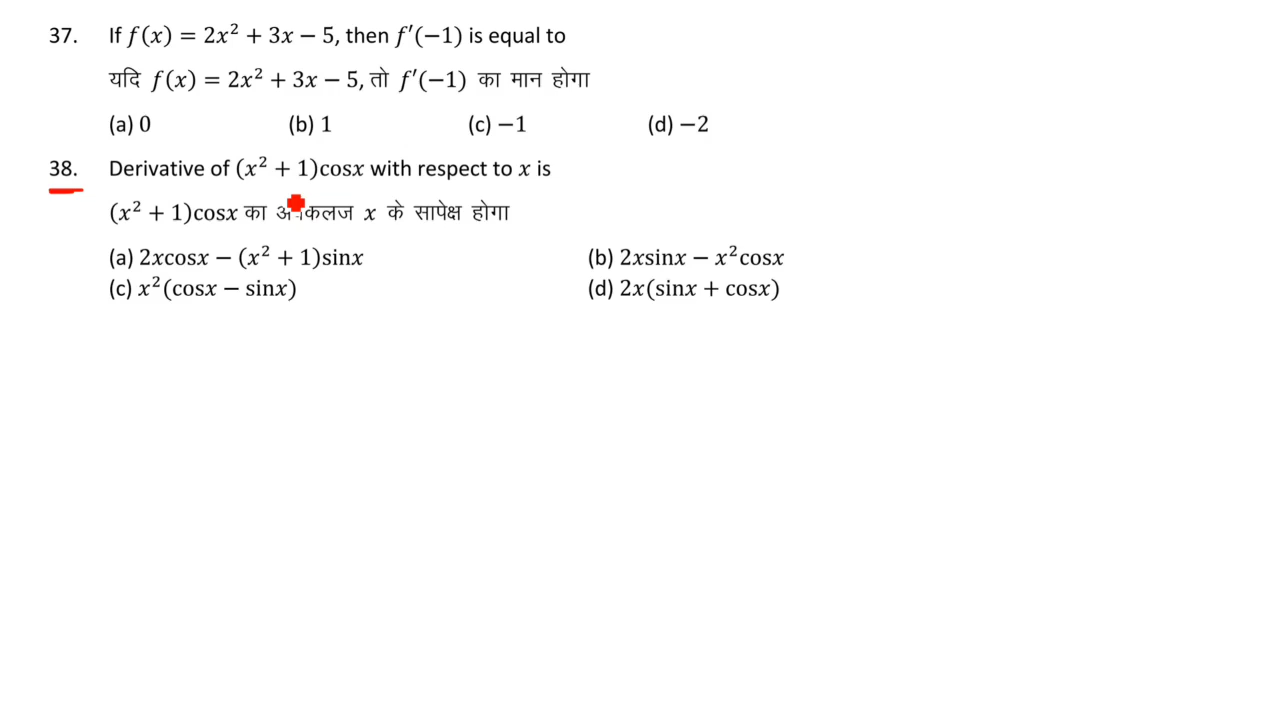 37. If f(x) = 2x² + 3x − 5, then f′(−1) is equal to
यदि f(x) = 2x² + 3x − 5, तो f′(−1) का मान होगा
(a) 0 (b) 1 (c) −1 (d) −2
38. Derivative of (x² + 1)cosx with respect to x is
(x² + 1)cosx का x के सापेक्ष होगा
(a) 2xcosx − (x² + 1)sinx (b) 2xsinx − x²cosx
(c) x²(cosx − sinx) (d) 2x(sinx + cosx)